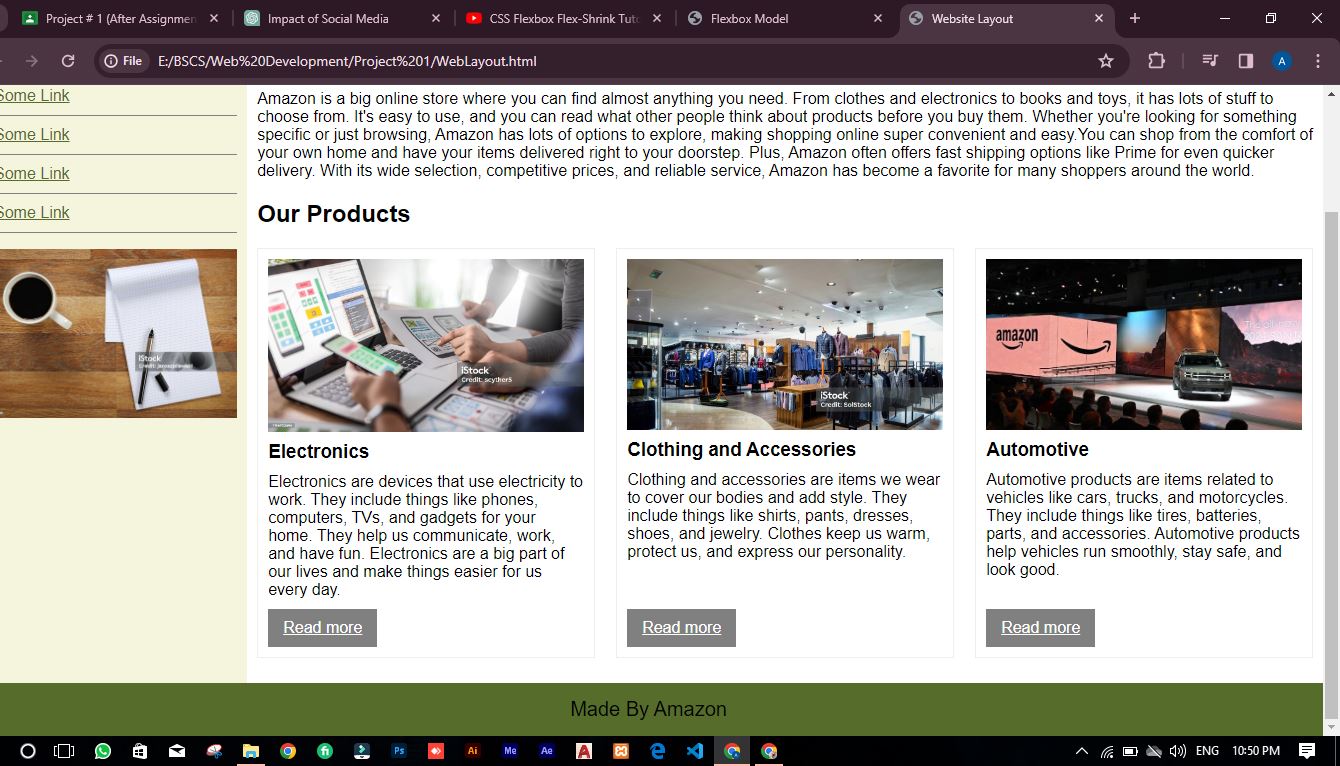 Project # 1 (After Assignmen
Impact of Social Media
CSS Flexbox Flex-Shrink Tuto
Flexbox Model
Website Layout
File
E:/BSCS/Web%20Development/Project%201/WebLayout.html
A
Some Link
Some Link
Some Link
Some Link
iStock
Amazon is a big online store where you can find almost anything you need. From clothes and electronics to books and toys, it has lots of stuff to
choose from. It's easy to use, and you can read what other people think about products before you buy them. Whether you're looking for something
specific or just browsing, Amazon has lots of options to explore, making shopping online super convenient and easy.You can shop from the comfort of
your own home and have your items delivered right to your doorstep. Plus, Amazon often offers fast shipping options like Prime for even quicker
delivery. With its wide selection, competitive prices, and reliable service, Amazon has become a favorite for many shoppers around the world.
Our Products
iStock
Credit: scyther5
Electronics
Electronics are devices that use electricity to
work. They include things like phones,
computers, TVs, and gadgets for your
home. They help us communicate, work,
and have fun. Electronics are a big part of
our lives and make things easier for us
every day.
Read more
iStock
Credit: SolStock
Clothing and Accessories
Clothing and accessories are items we wear
to cover our bodies and add style. They
include things like shirts, pants, dresses,
shoes, and jewelry. Clothes keep us warm,
protect us, and express our personality.
Read more
amazon
Automotive
Automotive products are items related to
vehicles like cars, trucks, and motorcycles.
They include things like tires, batteries,
parts, and accessories. Automotive products
help vehicles run smoothly, stay safe, and
look good.
Read more
Made By Amazon
Ps
Ai
Me
Ae
ENG
10:50 PM